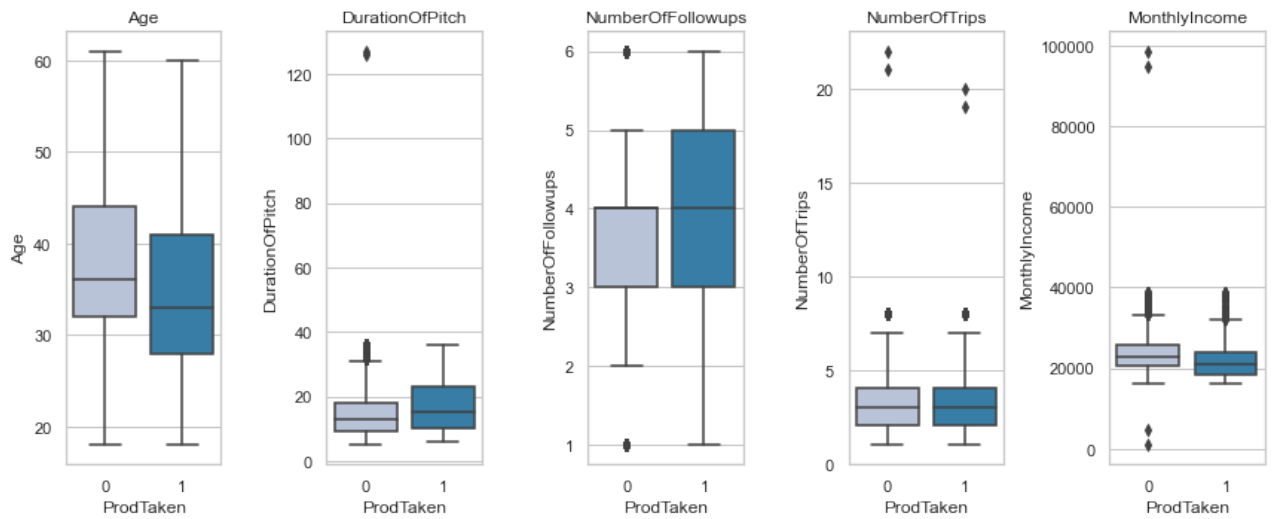 Age
Age
60
50
40
30
20
0 1
ProdTaken
DurationOfPitch
DurationOfPitch
120
100
80
60
40
20
0
0 1
ProdTaken
NumberOfFollowups
NumberOfFollowups
6
5
4
3
2
1
0 1
ProdTaken
NumberOfTrips
NumberOfTrips
20
15
10
5
0
0 1
ProdTaken
MonthlyIncome
MonthlyIncome
100000
80000
60000
40000
20000
0
0 1
ProdTaken